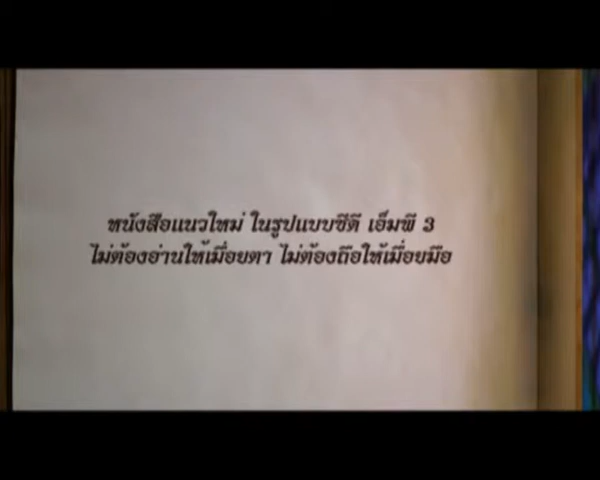 หนังสือแนวใหม่ ในรูปแบบซีดี เอ็มพี 3
ไม่ต้องอ่านให้เมื่อยตา ไม่ต้องถือให้เมื่อยมือ